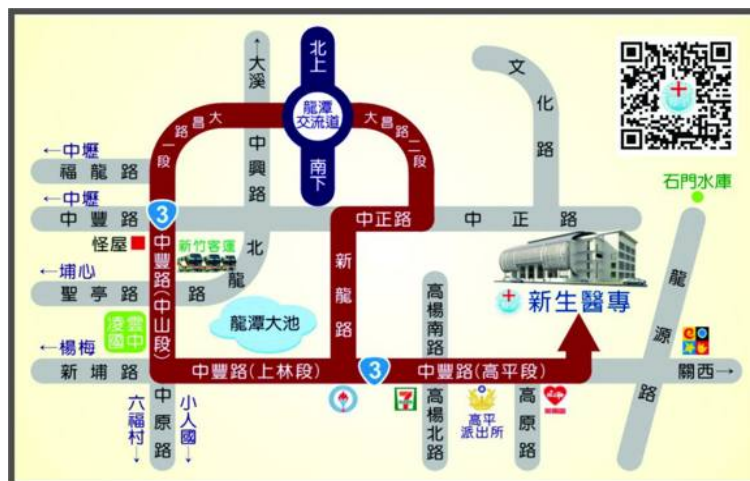 北上
龍潭
交流道
南下
←大溪
中興路
大昌路一段
大昌路二段
文化路
←中壢
福龍路
←中壢
中豐路
3
怪屋
新竹客運
北龍路
←埔心
聖亭路
中豐路(中山段)
凌雲
國中
龍潭大池
中正路
中正路
新龍路
石門水庫
新生醫專
高楊南路
龍源路
←楊梅
新埔路
中豐路(上林段)
3
中豐路(高平段)
關西→
六福村→
中原路
小人國→
7
高楊北路
高平
派出所
高原路